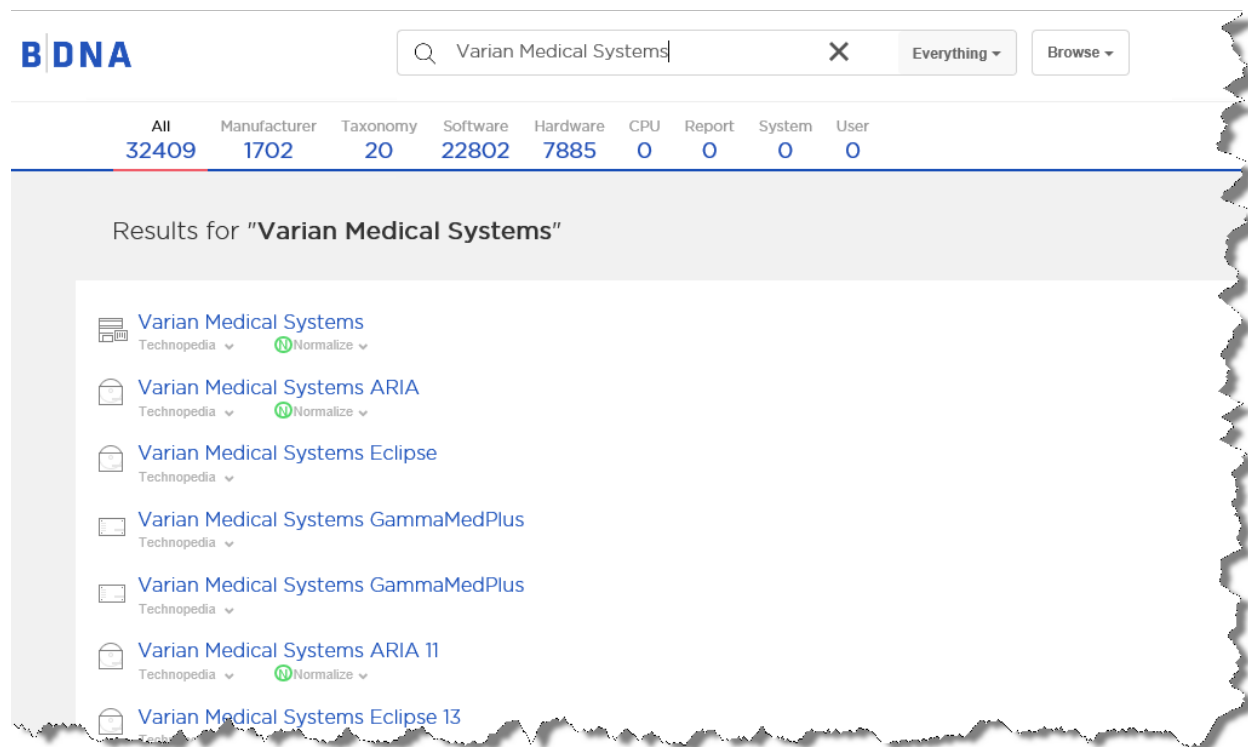 BDNA
Varian Medical Systems
Everything
Browse
All Manufacturer Taxonomy Software Hardware CPU Report System User
32409 1702 20 22802 7885 0 0 0 0
Results for "Varian Medical Systems"
Varian Medical Systems
Technopedia N Normalize
Varian Medical Systems ARIA
Technopedia N Normalize
Varian Medical Systems Eclipse
Technopedia
Varian Medical Systems GammaMedPlus
Technopedia
Varian Medical Systems GammaMedPlus
Technopedia
Varian Medical Systems ARIA 11
Technopedia N Normalize
Varian Medical Systems Eclipse 13